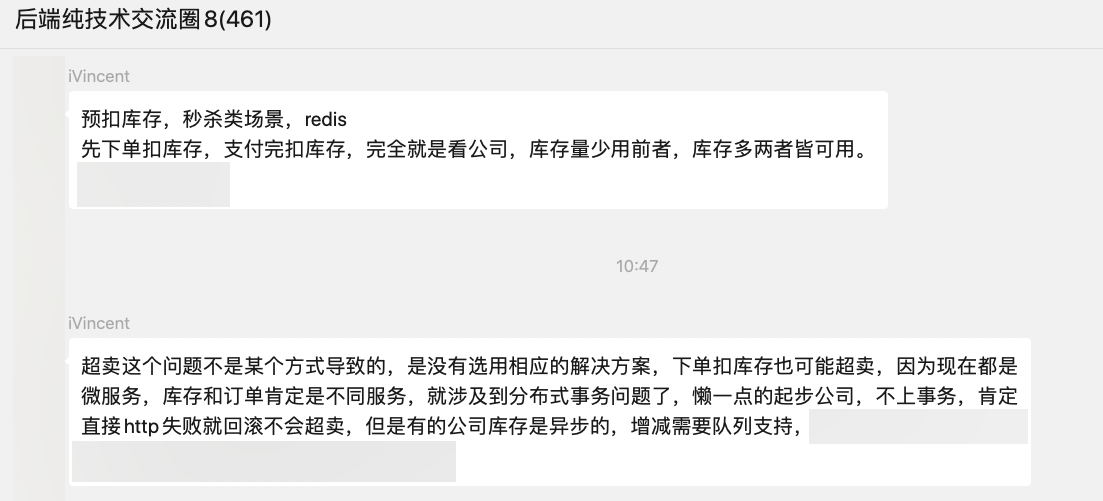 后端纯技术交流圈8(461)
iVincent
预扣库存，秒杀类场景，redis
先下单扣库存，支付完扣库存，完全就是看公司，库存量少用前者，库存多两者皆可用。
10:47
iVincent
超卖这个问题不是某个方式导致的，是没有选用相应的解决方案，下单扣库存也可能超卖，因为现在都是
微服务，库存和订单肯定是不同服务，就涉及到分布式事务问题了，懒一点的起步公司，不上事务，肯定
直接http失败就回滚不会超卖，但是有的公司库存是异步的，增减需要队列支持，